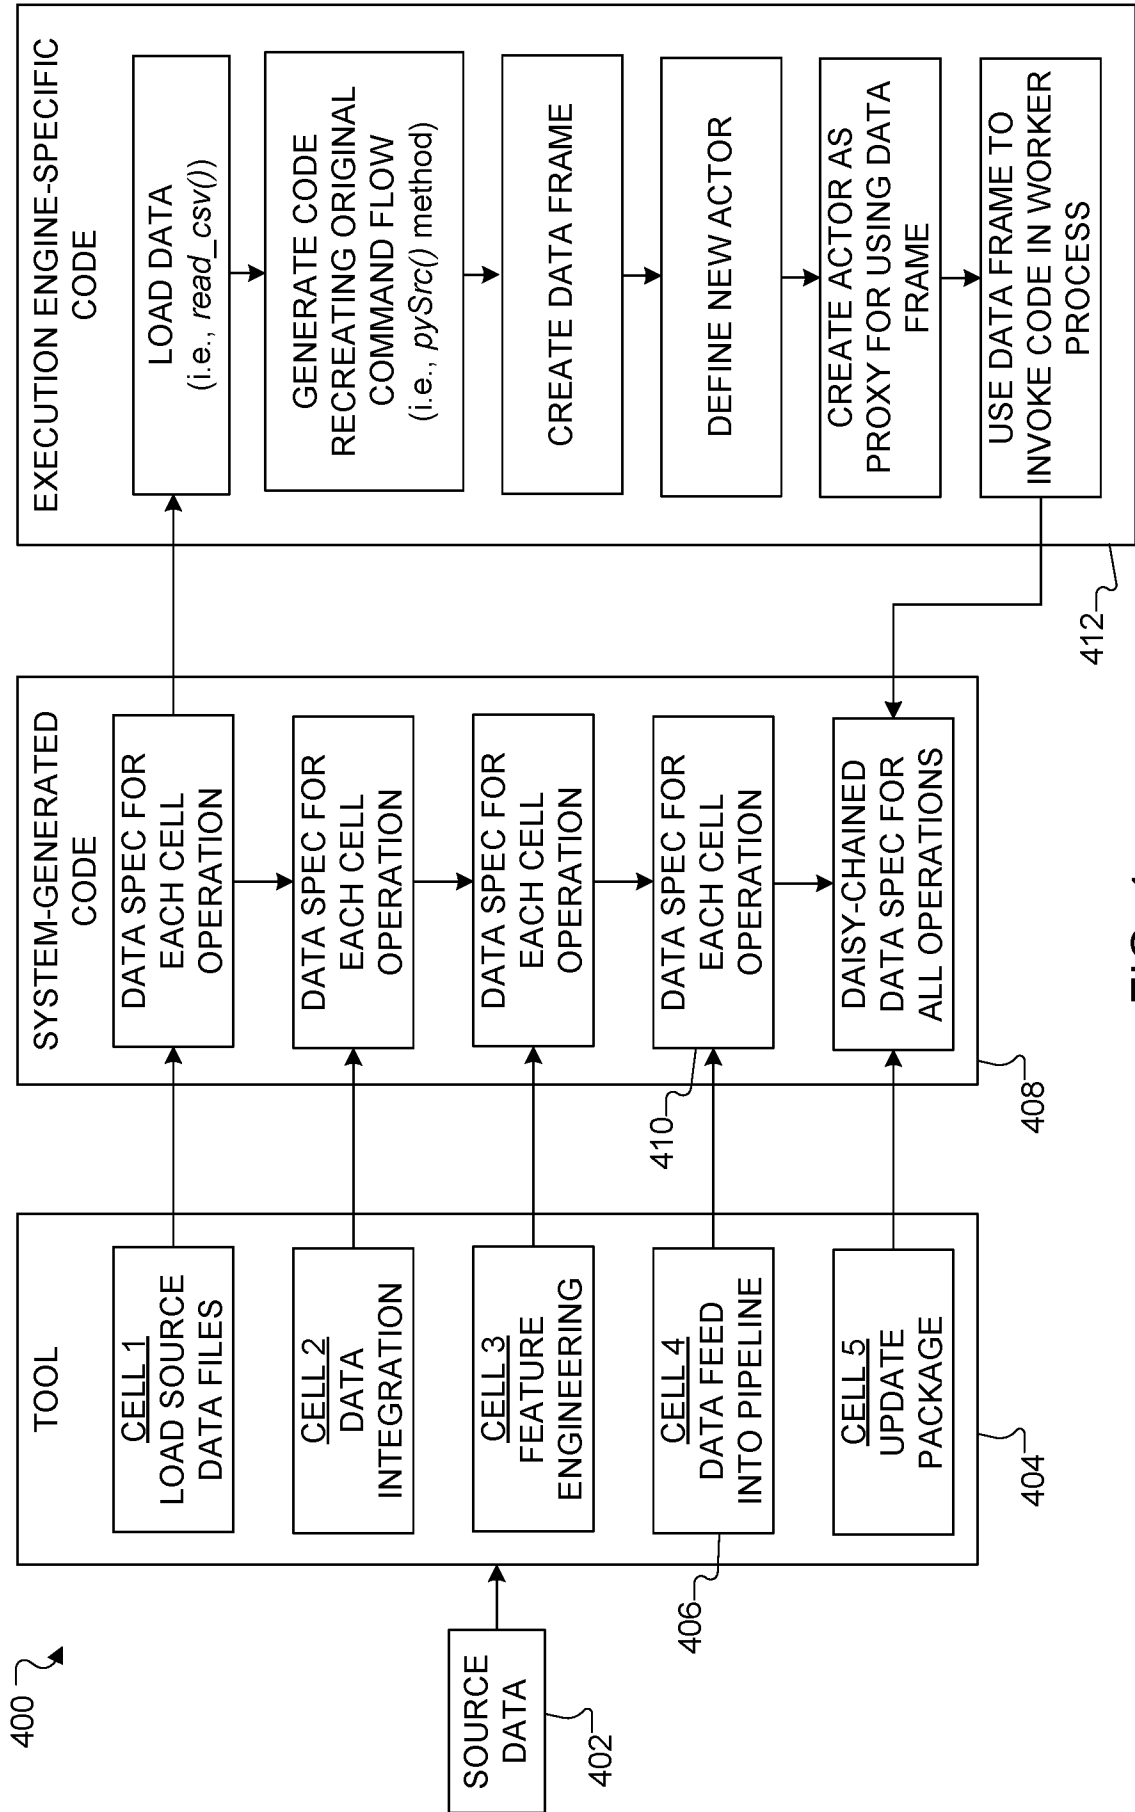 400
SOURCE
DATA
402
TOOL
CELL 1
LOAD SOURCE
DATA FILES
CELL 2
DATA
INTEGRATION
CELL 3
FEATURE
ENGINEERING
CELL 4
DATA FEED
INTO PIPELINE
CELL 5
UPDATE
PACKAGE
406
404
SYSTEM-GENERATED
CODE
DATA SPEC FOR
EACH CELL
OPERATION
DATA SPEC FOR
EACH CELL
OPERATION
DATA SPEC FOR
EACH CELL
OPERATION
DATA SPEC FOR
EACH CELL
OPERATION
DAISY-CHAINED
DATA SPEC FOR
ALL OPERATIONS
410
408
EXECUTION ENGINE-SPECIFIC
CODE
LOAD DATA
(i.e., read_csv())
GENERATE CODE
RECREATING ORIGINAL
COMMAND FLOW
(i.e., pySrc() method)
CREATE DATA FRAME
DEFINE NEW ACTOR
CREATE ACTOR AS
PROXY FOR USING DATA
FRAME
USE DATA FRAME TO
INVOKE CODE IN WORKER
PROCESS
412